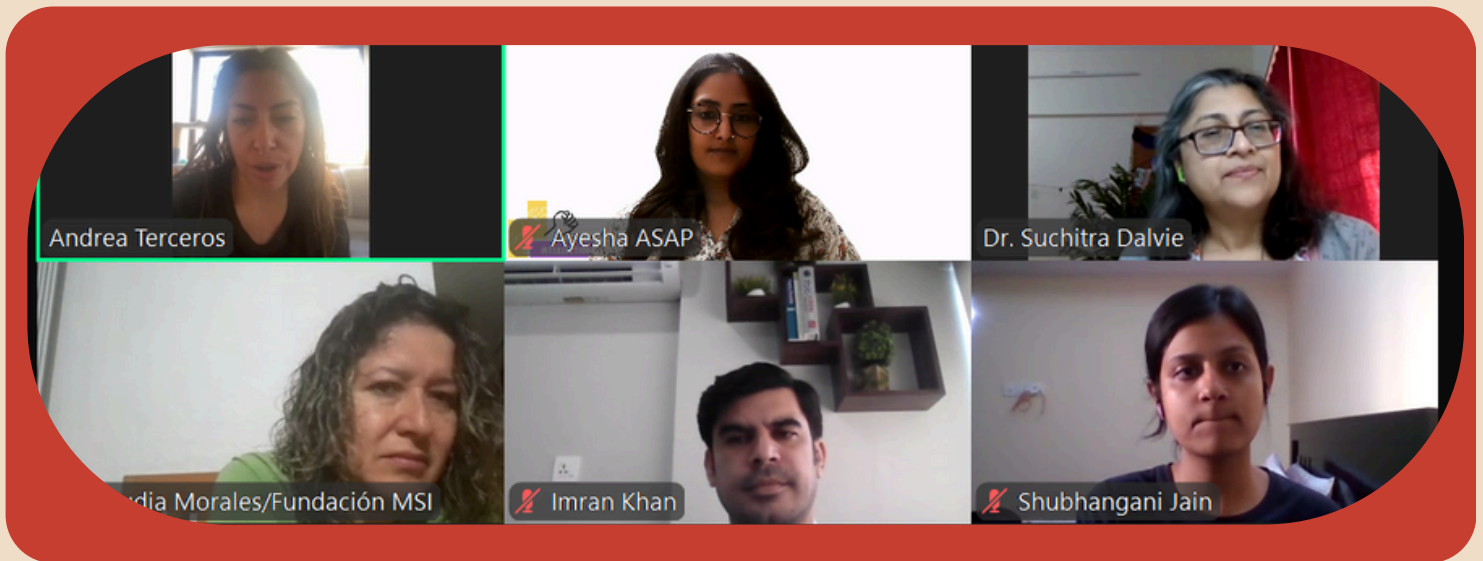 Andrea Terceros
Ayesha ASAP
Dr. Suchitra Dalvie
dia Morales/Fundación MSI
Imran Khan
Shubhangani Jain